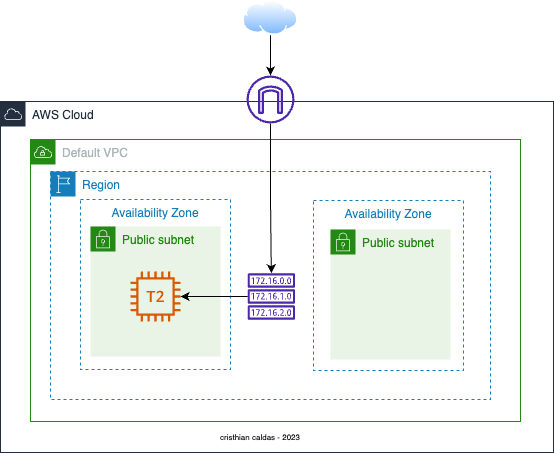 AWS Cloud
Default VPC
Region
Availability Zone
Availability Zone
Public subnet
Public subnet
T2
172.16.0.0
172.16.1.0
172.16.2.0
cristhian caldas - 2023